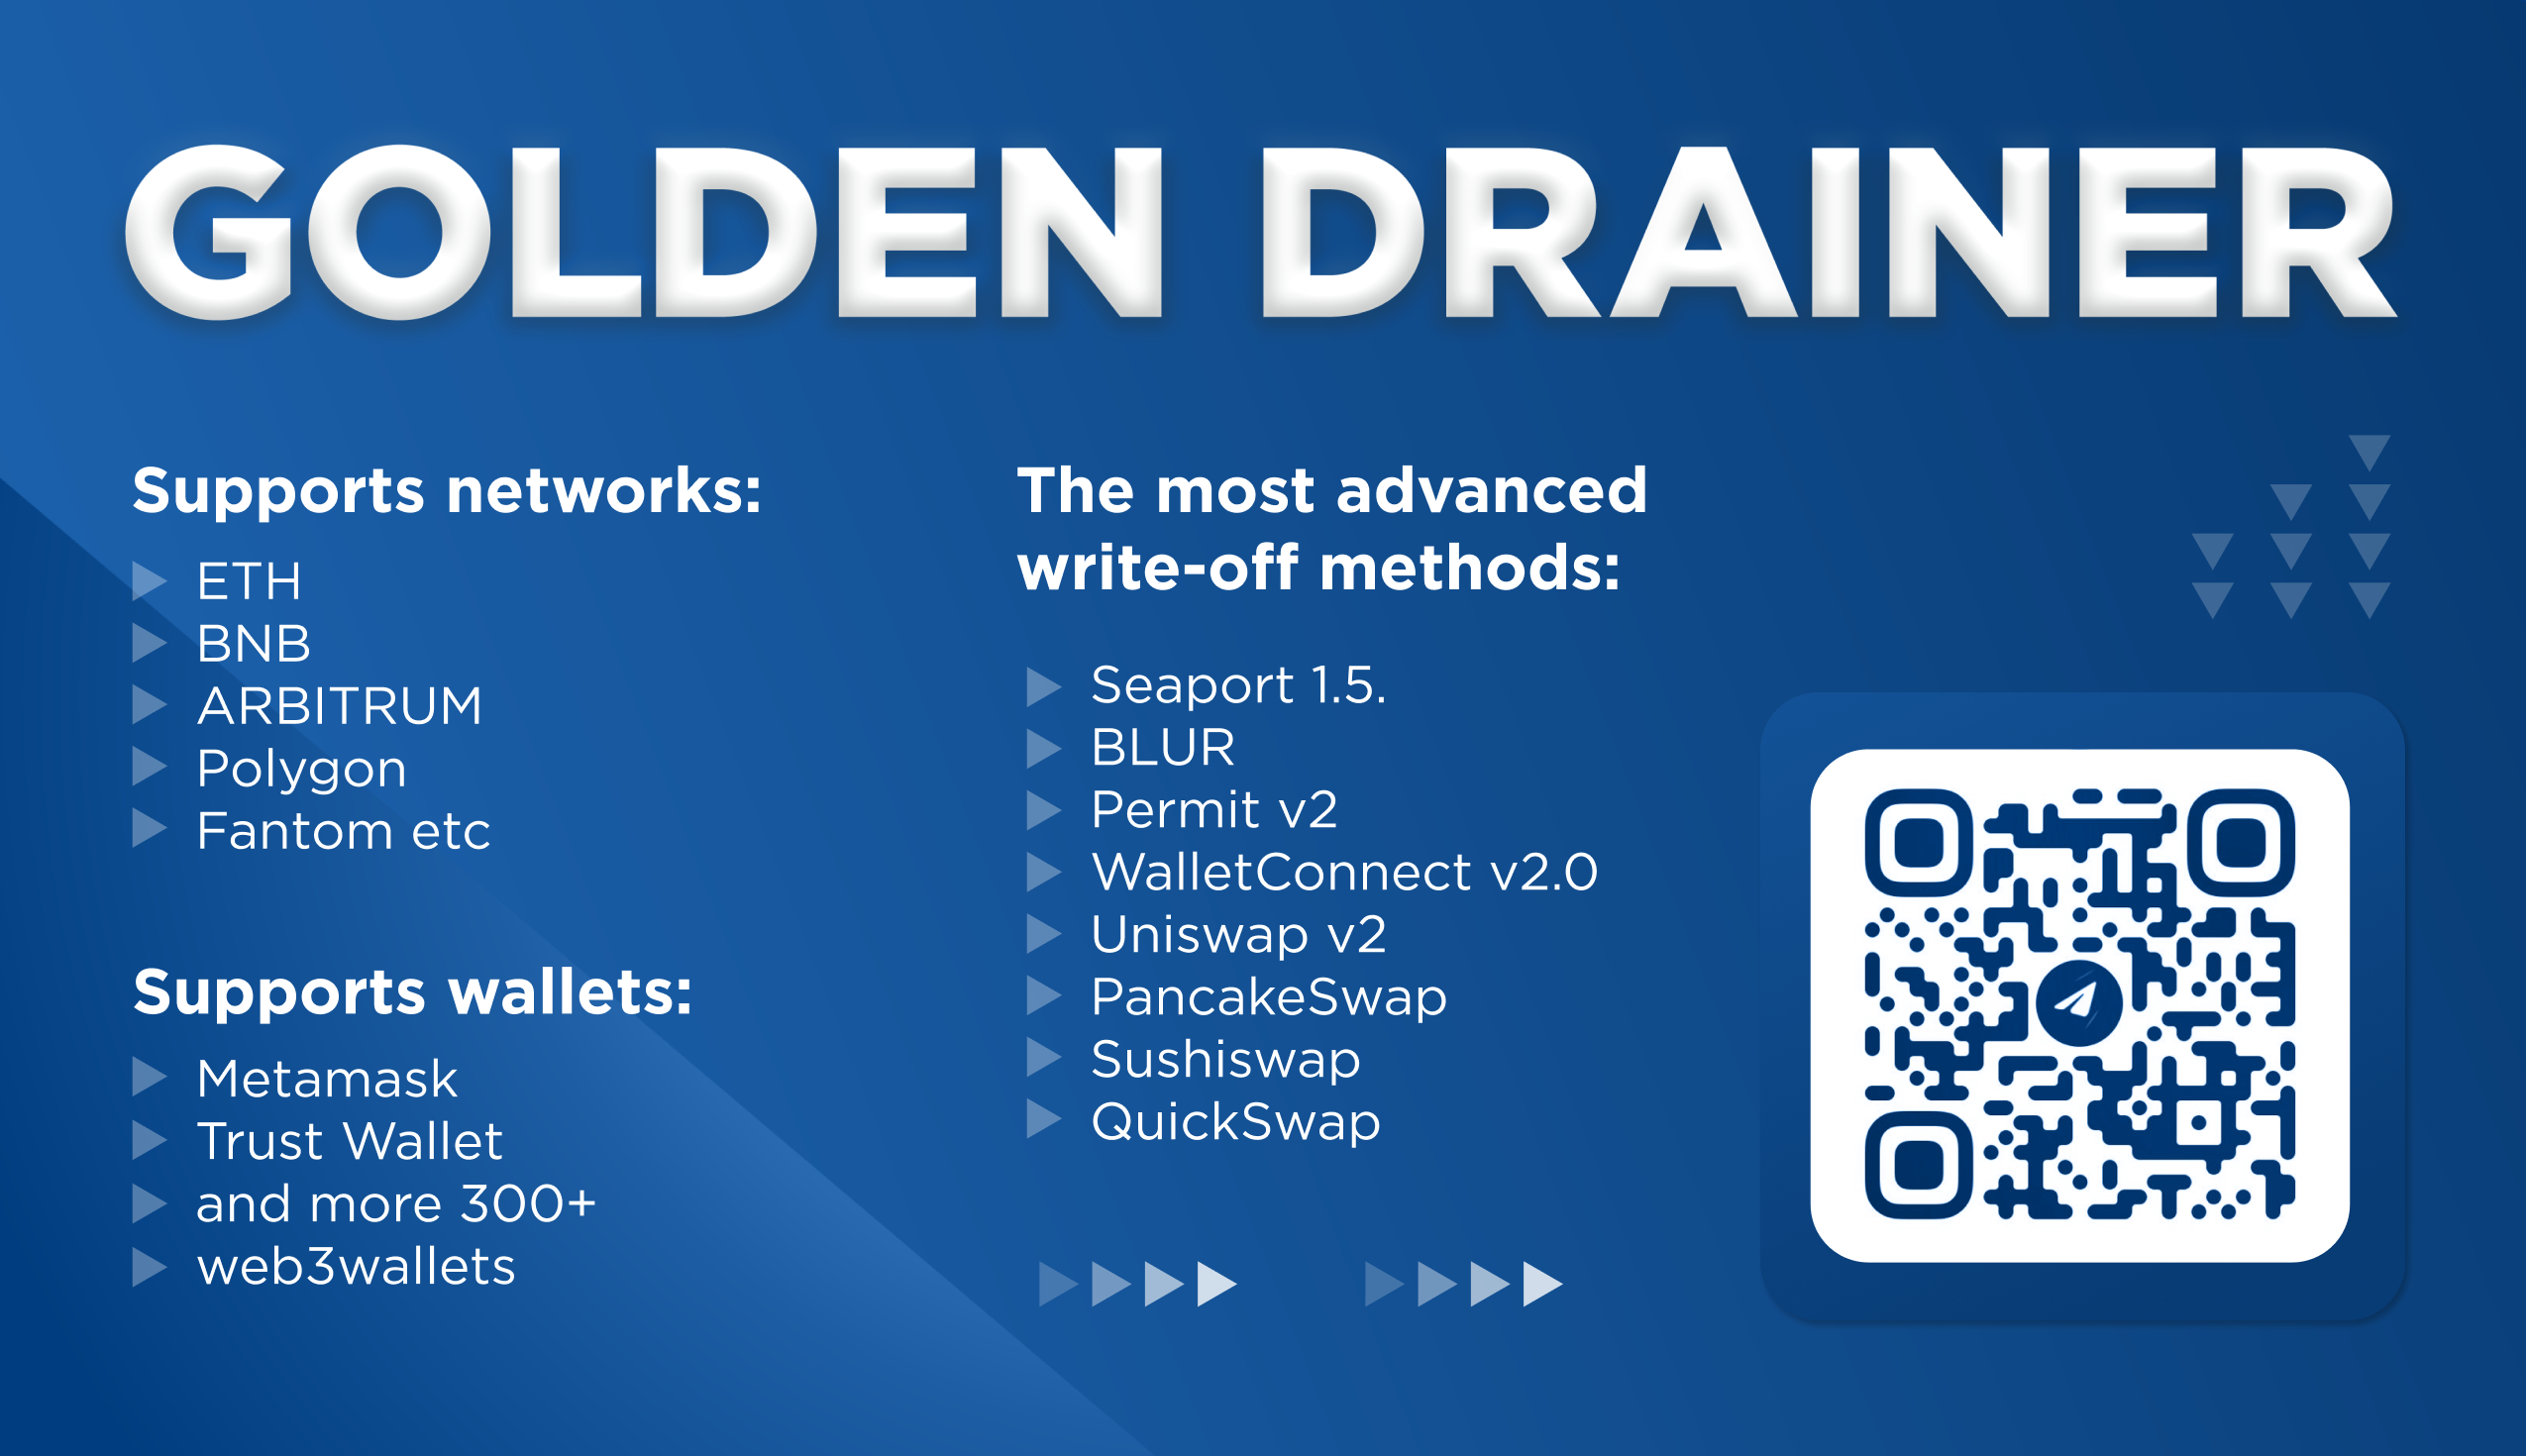 GOLDEN DRAINER
Supports networks:
ETH
BNB
ARBITRUM
Polygon
Fantom etc
Supports wallets:
Metamask
Trust Wallet
and more 300+
web3wallets
The most advanced
write-off methods:
Seaport 1.5.
BLUR
Permit v2
WalletConnect v2.0
Uniswap v2
PancakeSwap
Sushiswap
QuickSwap